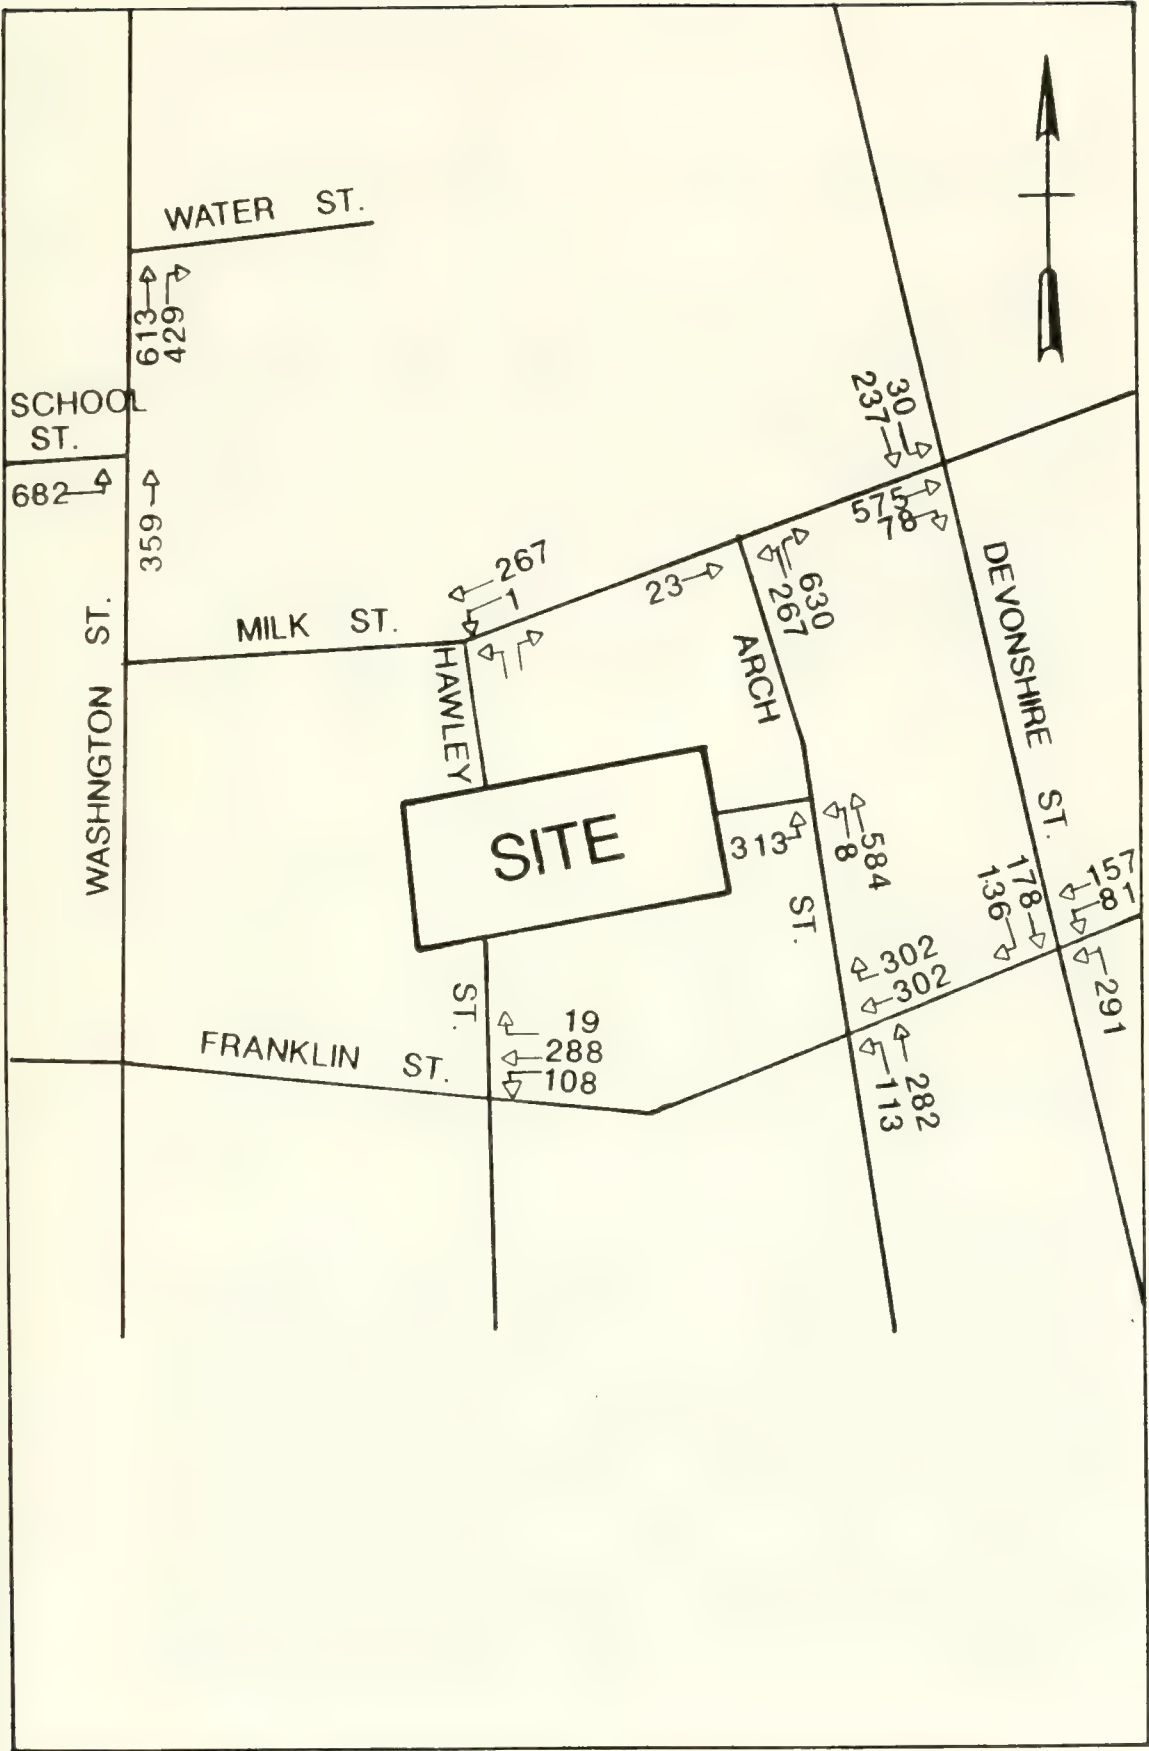 WATER ST.
613
429
SCHOOL
ST.
682
359
30
237
575
78
267
1
23
630
267
MILK ST.
HAWLEY
ARCH
DEVONSHIRE ST.
WASHNGTON ST.
SITE
313
8
584
ST.
157
81
178
136
291
302
302
ST.
19
288
108
FRANKLIN ST.
282
113